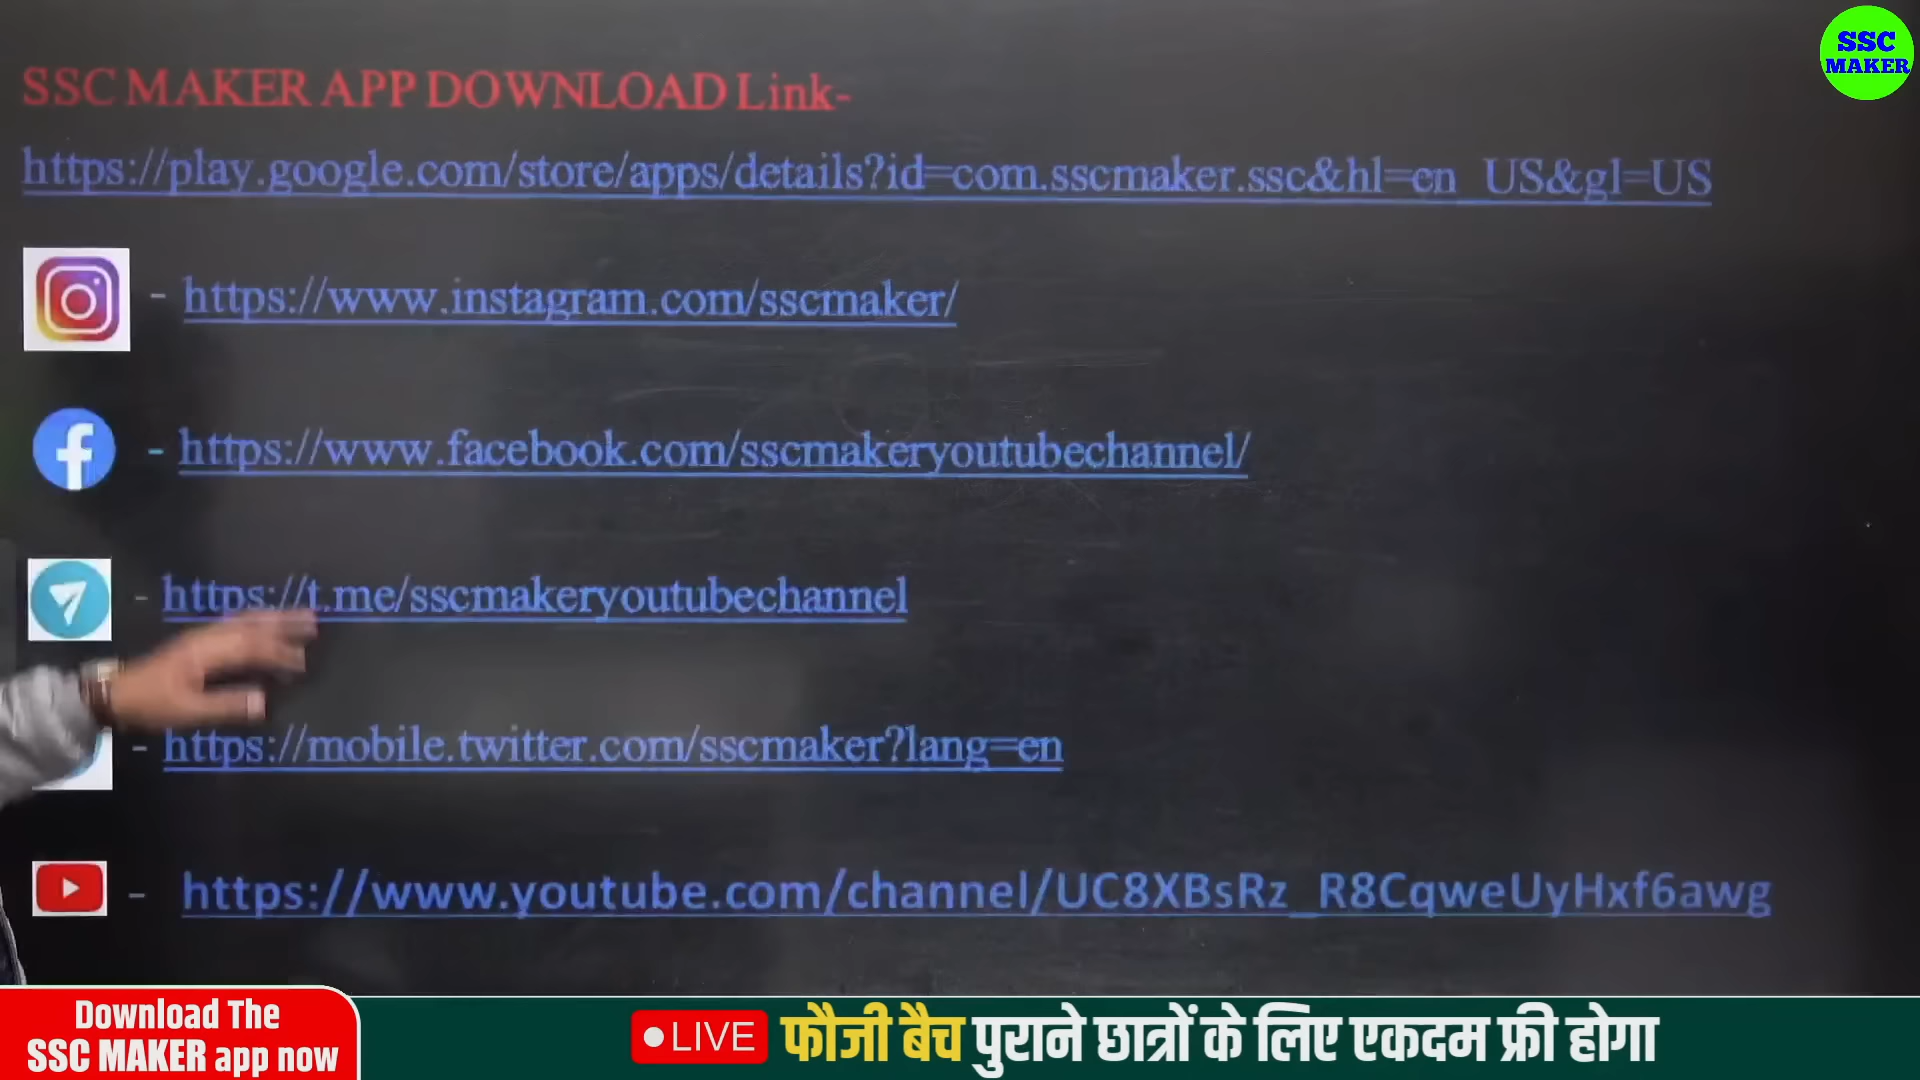 SSC
MAKER
SSC MAKER APP DOWNLOAD Link-
https://play.google.com/store/apps/details?id=com.sscmaker.ssc&hl=en_US&gl=US
- https://www.instagram.com/sscmaker/
- https://www.facebook.com/sscmakeryoutubechannel/
- https://t.me/sscmakeryoutubechannel
- https://mobile.twitter.com/sscmaker?lang=en
- https://www.youtube.com/channel/UC8XBsRz_R8CqweUyHxf6awg
Download The
SSC MAKER app now
LIVE फौजी बैच पुराने छात्रों के लिए एकदम फ्री होगा